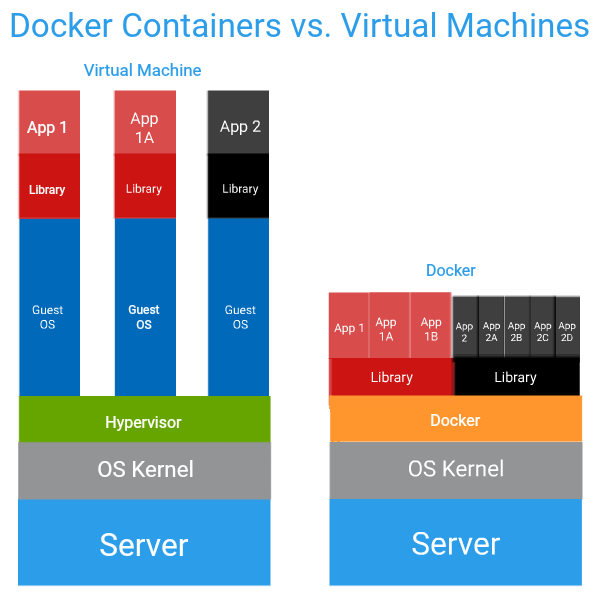 Docker Containers vs. Virtual Machines
Virtual Machine
App 1
App
1A
App 2
Library
Library
Library
Guest
OS
Guest
OS
Guest
OS
Hypervisor
OS Kernel
Server
Docker
App 1
App
1A
App
1B
App
2
App
2A
App
2B
App
2C
App
2D
Library
Library
Docker
OS Kernel
Server